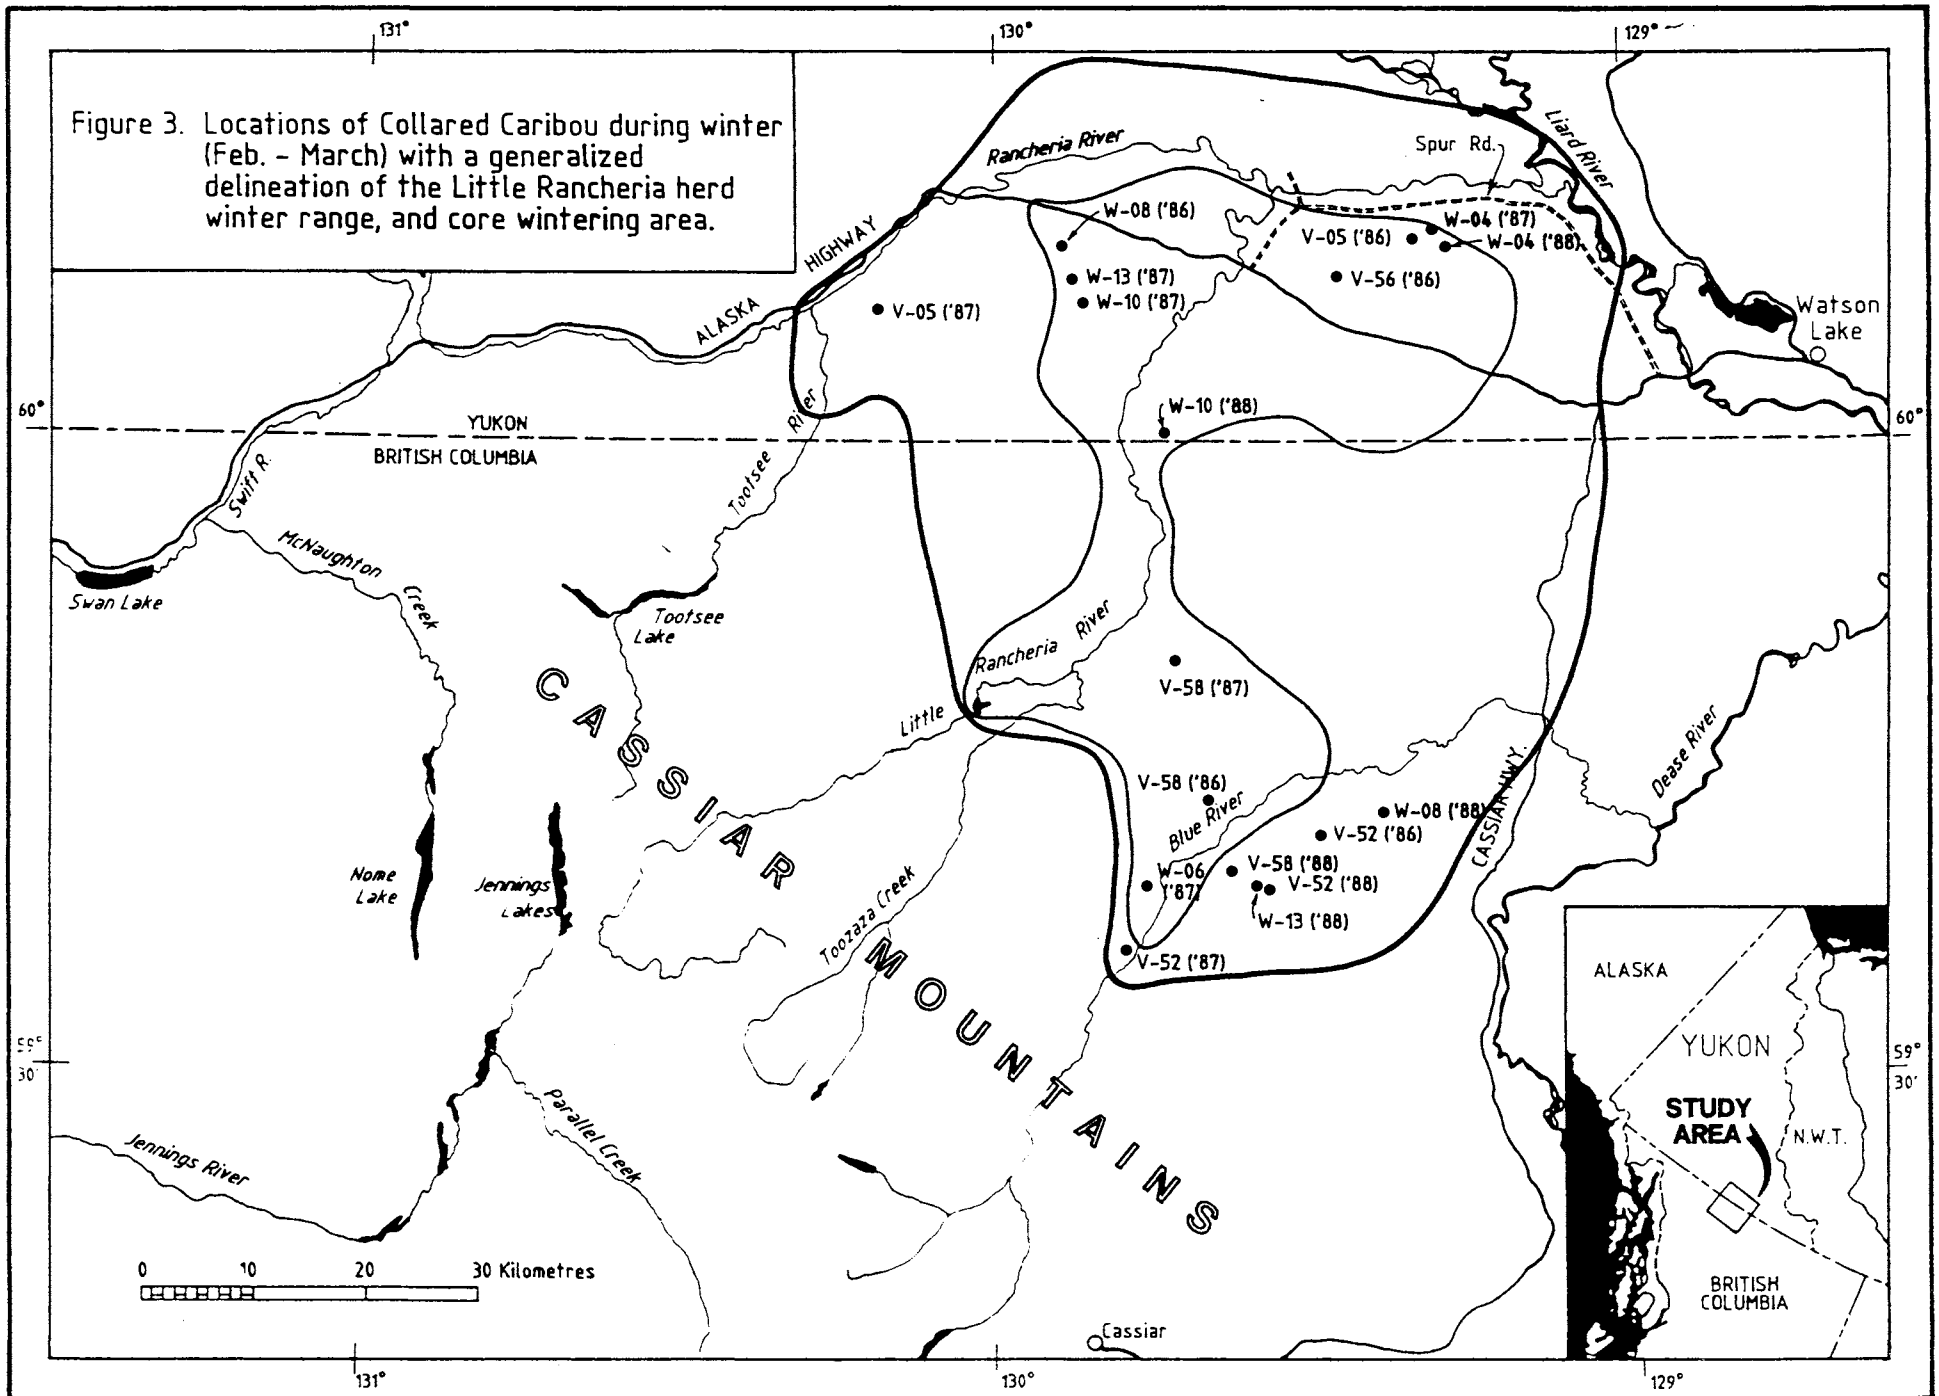 131°
130°
129°
Figure 3. Locations of Collared Caribou during winter
(Feb. - March) with a generalized
delineation of the Little Rancheria herd
winter range, and core wintering area.
Rancheria River
Liard River
Spur Rd.
ALASKA HIGHWAY
W-08 ('86)
W-04 ('87)
V-05 ('86)
W-04 ('88)
W-13 ('87)
V-56 ('86)
W-10 ('87)
V-05 ('87)
Watson
Lake
W-10 ('88)
60°
60°
YUKON
BRITISH COLUMBIA
Tootsee River
Swift R.
McNaughton Creek
Swan Lake
Tootsee
Lake
Little Rancheria River
V-58 ('87)
CASSIAR MOUNTAINS
Dease River
CASSIAR HWY.
V-58 ('86)
Blue River
W-08 ('88)
V-52 ('86)
V-58 ('88)
W-06
('87)
V-52 ('88)
W-13 ('88)
V-52 ('87)
Nome
Lake
Jennings
Lakes
Toozaza Creek
59°
30'
59°
30'
Parallel Creek
Jennings River
0 10 20 30 Kilometres
Cassiar
ALASKA
YUKON
STUDY
AREA
N.W.T.
BRITISH
COLUMBIA
131°
130°
129°